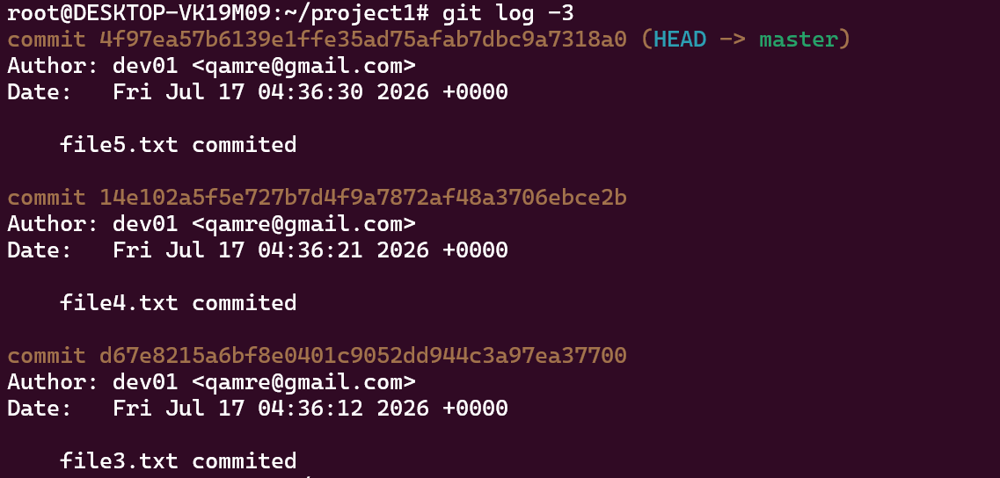 root@DESKTOP-VK19M09:~/project1# git log -3
commit 4f97ea57b6139e1ffe35ad75afab7dbc9a7318a0 (HEAD -> master)
Author: dev01 <qamre@gmail.com>
Date:   Fri Jul 17 04:36:30 2026 +0000
    file5.txt commited
commit 14e102a5f5e727b7d4f9a7872af48a3706ebce2b
Author: dev01 <qamre@gmail.com>
Date:   Fri Jul 17 04:36:21 2026 +0000
    file4.txt commited
commit d67e8215a6bf8e0401c9052dd944c3a97ea37700
Author: dev01 <qamre@gmail.com>
Date:   Fri Jul 17 04:36:12 2026 +0000
    file3.txt commited